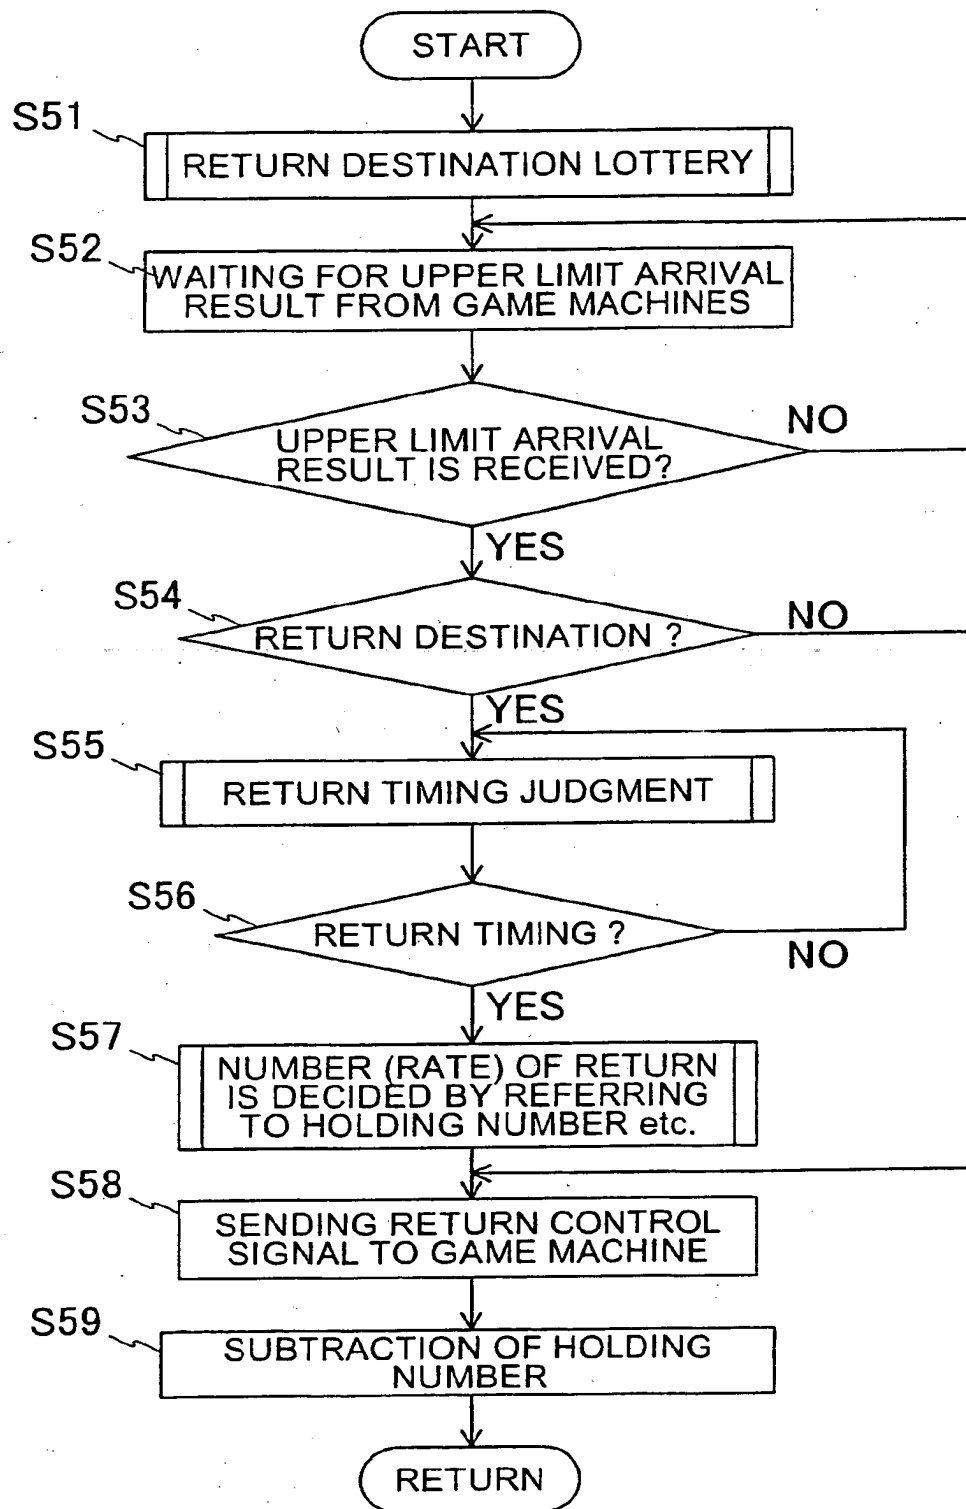 START
S51
RETURN DESTINATION LOTTERY
S52
WAITING FOR UPPER LIMIT ARRIVAL
RESULT FROM GAME MACHINES
S53
UPPER LIMIT ARRIVAL
RESULT IS RECEIVED?
NO
YES
S54
RETURN DESTINATION ?
NO
YES
S55
RETURN TIMING JUDGMENT
S56
RETURN TIMING ?
NO
YES
S57
NUMBER (RATE) OF RETURN
IS DECIDED BY REFERRING
TO HOLDING NUMBER etc.
S58
SENDING RETURN CONTROL
SIGNAL TO GAME MACHINE
S59
SUBTRACTION OF HOLDING
NUMBER
RETURN